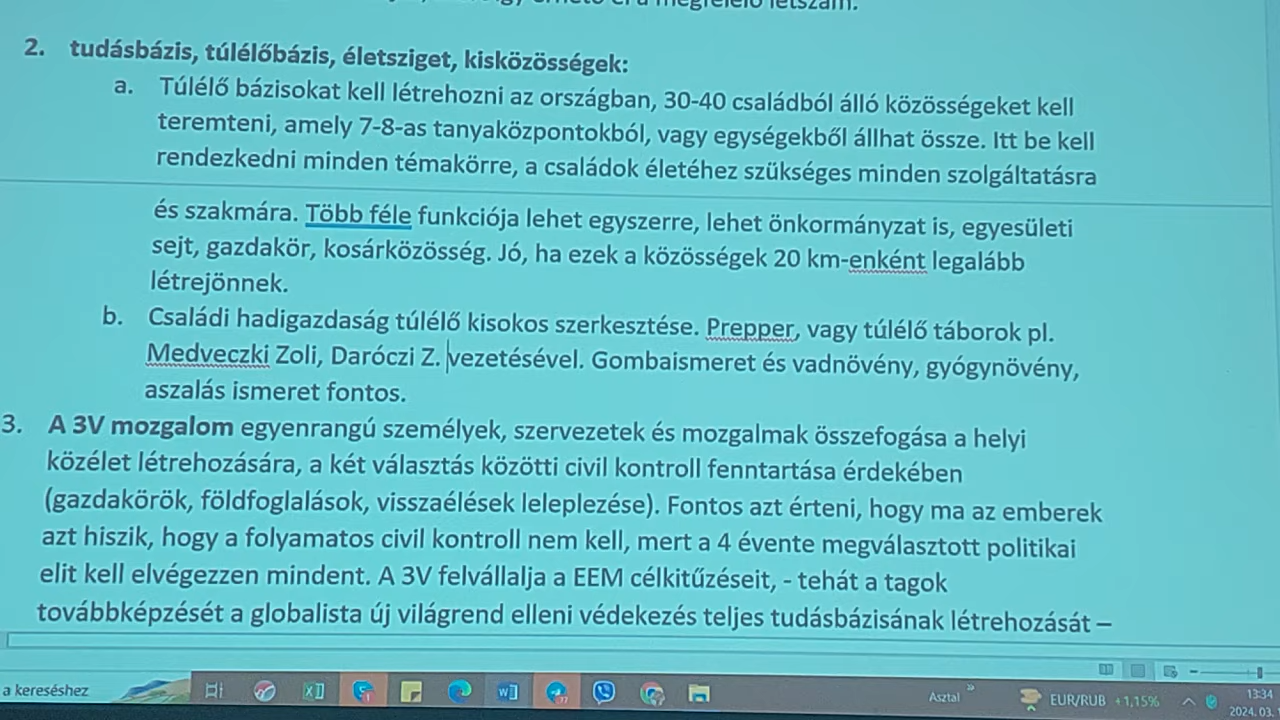 létszám.
2. tudásbázis, túlélőbázis, életsziget, kisközösségek:
a. Túlélő bázisokat kell létrehozni az országban, 30-40 családból álló közösségeket kell
teremteni, amely 7-8-as tanyaközpontokból, vagy egységekből állhat össze. Itt be kell
rendezkedni minden témakörre, a családok életéhez szükséges minden szolgáltatásra
és szakmára. Több féle funkciója lehet egyszerre, lehet önkormányzat is, egyesületi
sejt, gazdakör, kosárközösség. Jó, ha ezek a közösségek 20 km-enként legalább
létrejönnek.
b. Családi hadigazdaság túlélő kisokos szerkesztése. Prepper, vagy túlélő táborok pl.
Medveczki Zoli, Daróczi Z. vezetésével. Gombaismeret és vadnövény, gyógynövény,
aszalás ismeret fontos.
3. A 3V mozgalom egyenrangú személyek, szervezetek és mozgalmak összefogása a helyi
közélet létrehozására, a két választás közötti civil kontroll fenntartása érdekében
(gazdakörök, földfoglalások, visszaélések leleplezése). Fontos azt érteni, hogy ma az emberek
azt hiszik, hogy a folyamatos civil kontroll nem kell, mert a 4 évente megválasztott politikai
elit kell elvégezzen mindent. A 3V felvállalja a EEM célkitűzéseit, - tehát a tagok
továbbképzését a globalista új világrend elleni védekezés teljes tudásbázisának létrehozását –
a kereséshez
Asztal
EUR/RUB +1,15%
13:34
2024. 03.